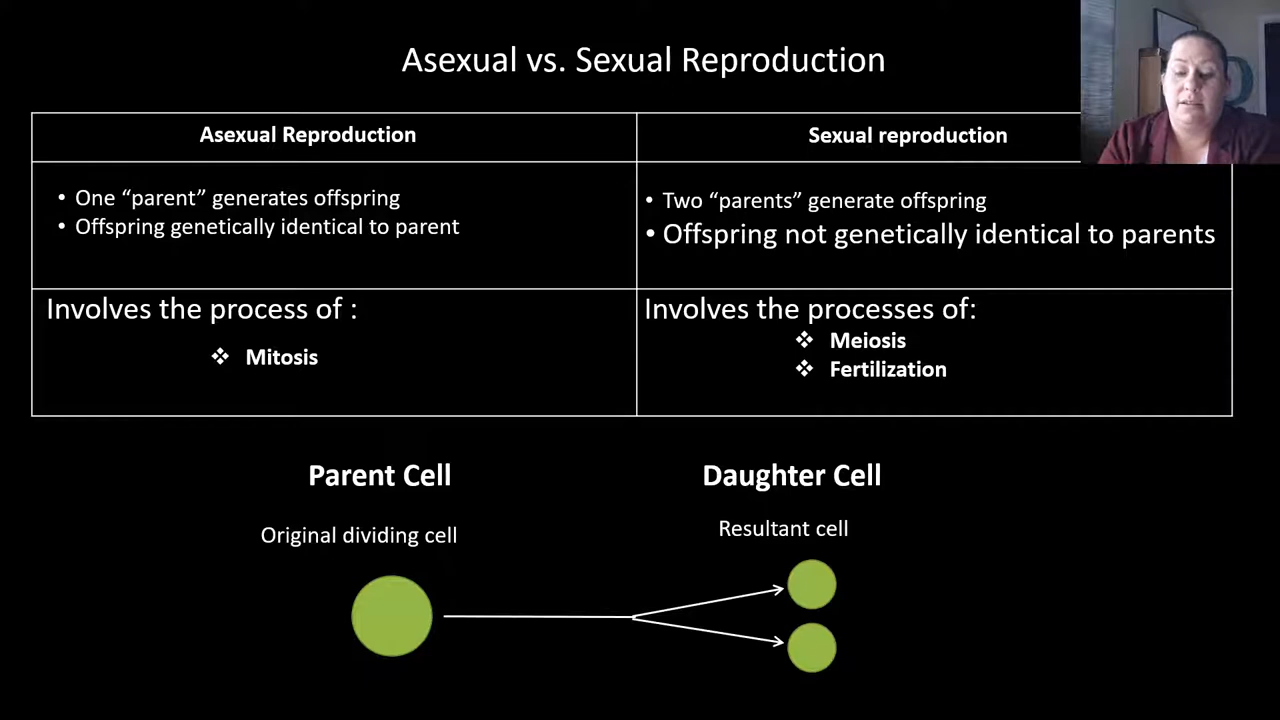 Asexual vs. Sexual Reproduction
Asexual Reproduction
Sexual reproduction
• One “parent” generates offspring
• Offspring genetically identical to parent
• Two “parents” generate offspring
• Offspring not genetically identical to parents
Involves the process of :
❖ Mitosis
Involves the processes of:
❖ Meiosis
❖ Fertilization
Parent Cell
Original dividing cell
Daughter Cell
Resultant cell